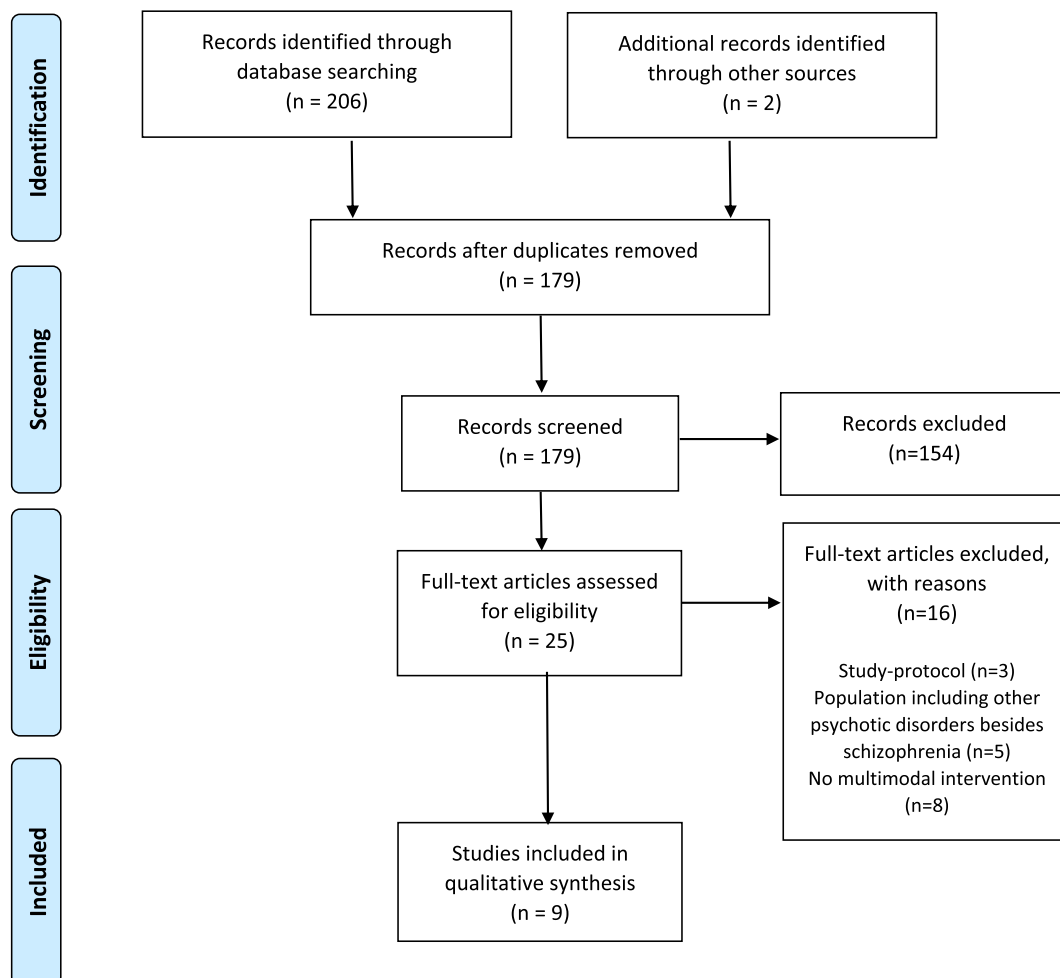 Identification
Records identified through
database searching
(n = 206)
Additional records identified
through other sources
(n = 2)
Records after duplicates removed
(n = 179)
Screening
Records screened
(n = 179)
Records excluded
(n=154)
Eligibility
Full-text articles assessed
for eligibility
(n = 25)
Full-text articles excluded,
with reasons
(n=16)
Study-protocol (n=3)
Population including other
psychotic disorders besides
schizophrenia (n=5)
No multimodal intervention
(n=8)
Included
Studies included in
qualitative synthesis
(n = 9)